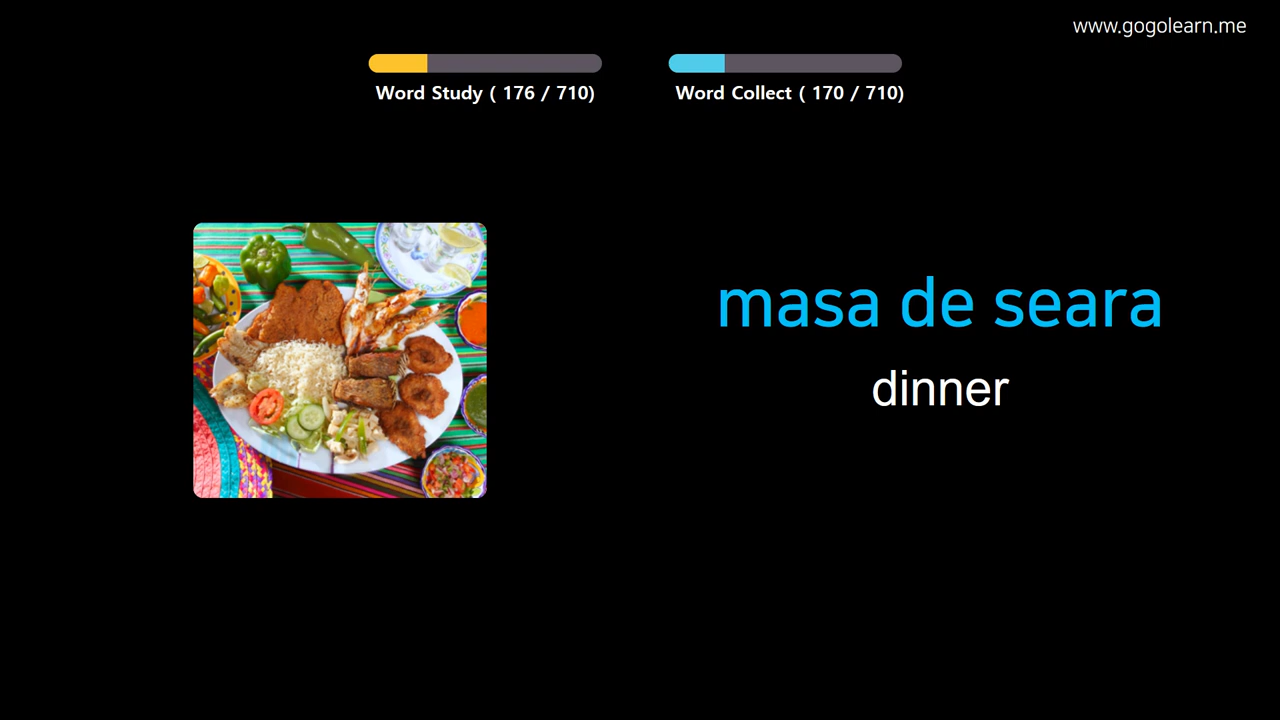 www.gogolearn.me
Word Study ( 176 / 710)
Word Collect ( 170 / 710)
masa de seara
dinner